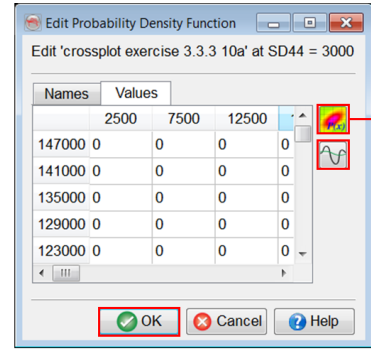 Edit Probability Density Function
Edit 'crossplot exercise 3.3.3 10a' at SD44 = 3000
Names Values
2500 7500 12500
147000 0 0 0 0
141000 0 0 0 0
135000 0 0 0 0
129000 0 0 0 0
123000 0 0 0 0
OK Cancel Help